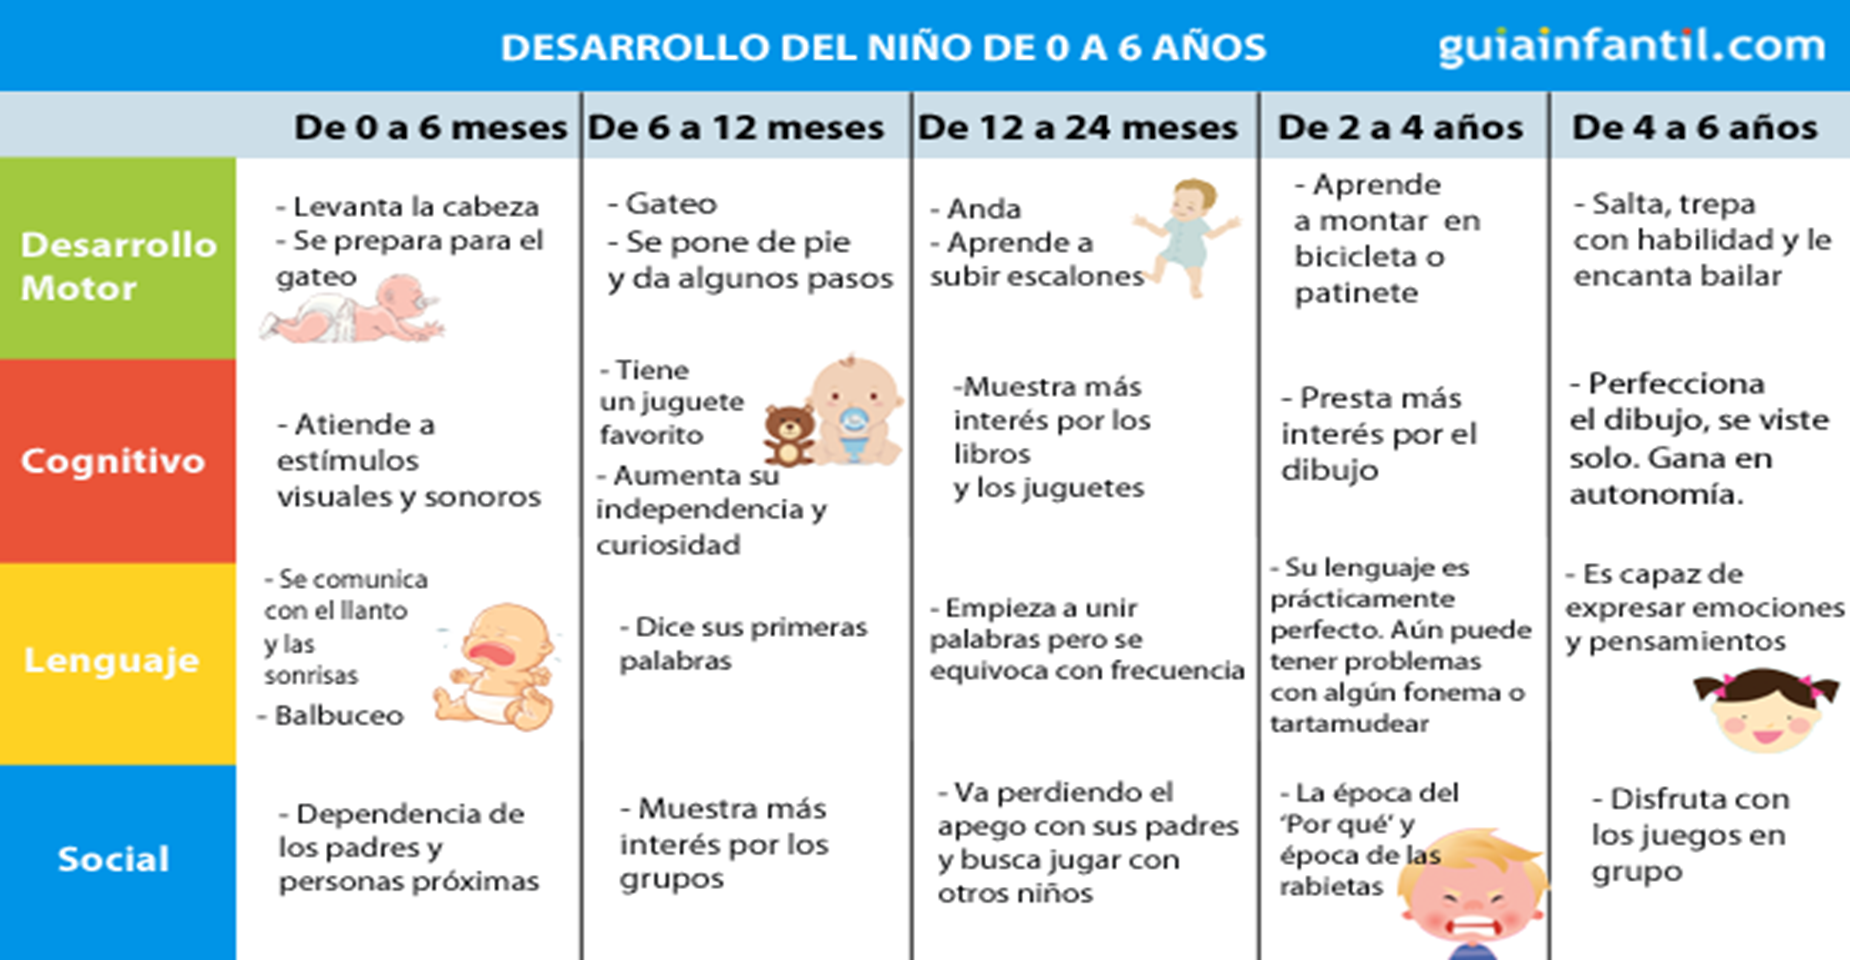 DESARROLLO DEL NIÑO DE 0 A 6 AÑOS
guiainfantil.com
De 0 a 6 meses
De 6 a 12 meses
De 12 a 24 meses
De 2 a 4 años
De 4 a 6 años
Desarrollo
Motor
- Levanta la cabeza
- Se prepara para el
gateo
- Gateo
- Se pone de pie
y da algunos pasos
- Anda
- Aprende a
subir escalones
- Aprende
a montar en
bicicleta o
patinete
- Salta, trepa
con habilidad y le
encanta bailar
Cognitivo
- Atiende a
estímulos
visuales y sonoros
- Tiene
un juguete
favorito
- Aumenta su
independencia y
curiosidad
-Muestra más
interés por los
libros
y los juguetes
- Presta más
interés por el
dibujo
- Perfecciona
el dibujo, se viste
solo. Gana en
autonomía.
Lenguaje
- Se comunica
con el llanto
y las
sonrisas
- Balbuceo
- Dice sus primeras
palabras
- Empieza a unir
palabras pero se
equivoca con frecuencia
- Su lenguaje es
prácticamente
perfecto. Aún puede
tener problemas
con algún fonema o
tartamudear
- Es capaz de
expresar emociones
y pensamientos
Social
- Dependencia de
los padres y
personas próximas
- Muestra más
interés por los
grupos
- Va perdiendo el
apego con sus padres
y busca jugar con
otros niños
- La época del
‘Por qué’ y
época de las
rabietas
- Disfruta con
los juegos en
grupo